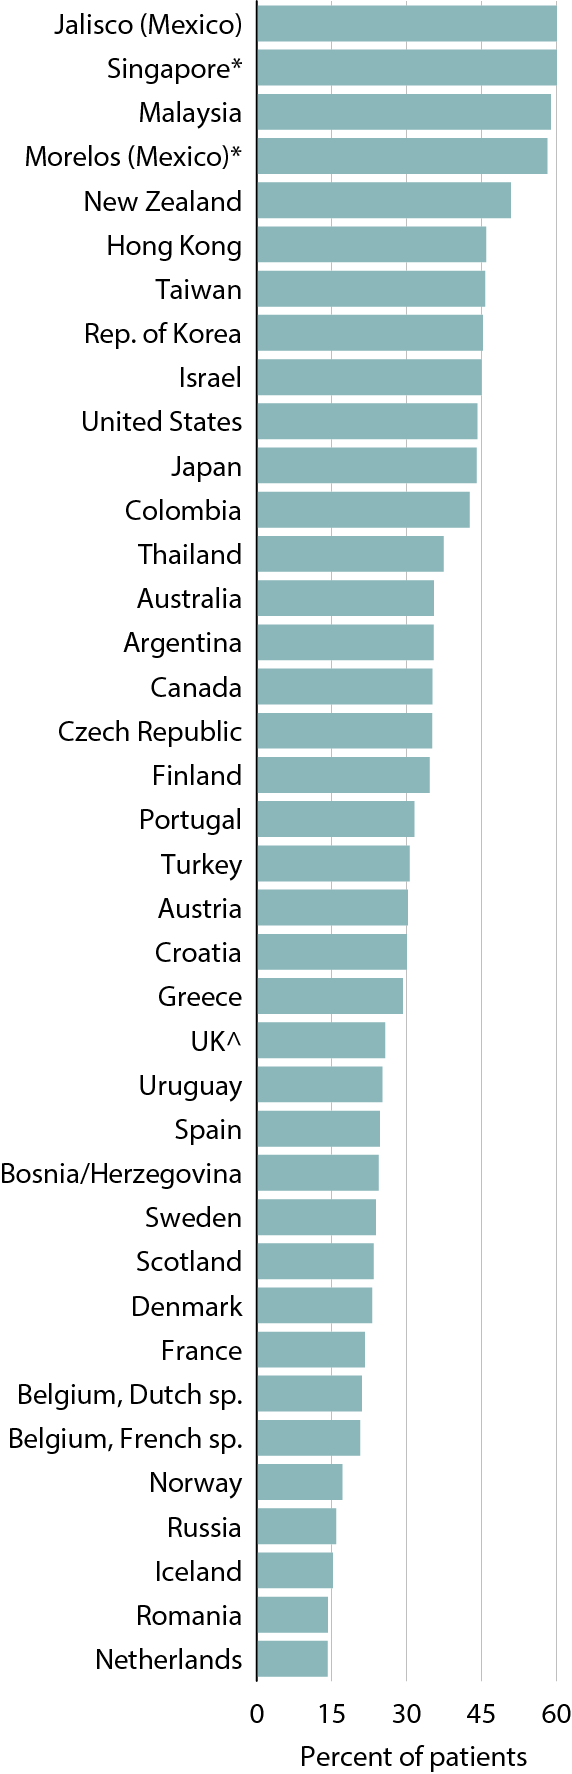 Jalisco (Mexico)
Singapore*
Malaysia
Morelos (Mexico)*
New Zealand
Hong Kong
Taiwan
Rep. of Korea
Israel
United States
Japan
Colombia
Thailand
Australia
Argentina
Canada
Czech Republic
Finland
Portugal
Turkey
Austria
Croatia
Greece
UK^
Uruguay
Spain
Bosnia/Herzegovina
Sweden
Scotland
Denmark
France
Belgium, Dutch sp.
Belgium, French sp.
Norway
Russia
Iceland
Romania
Netherlands
0 15 30 45 60
Percent of patients